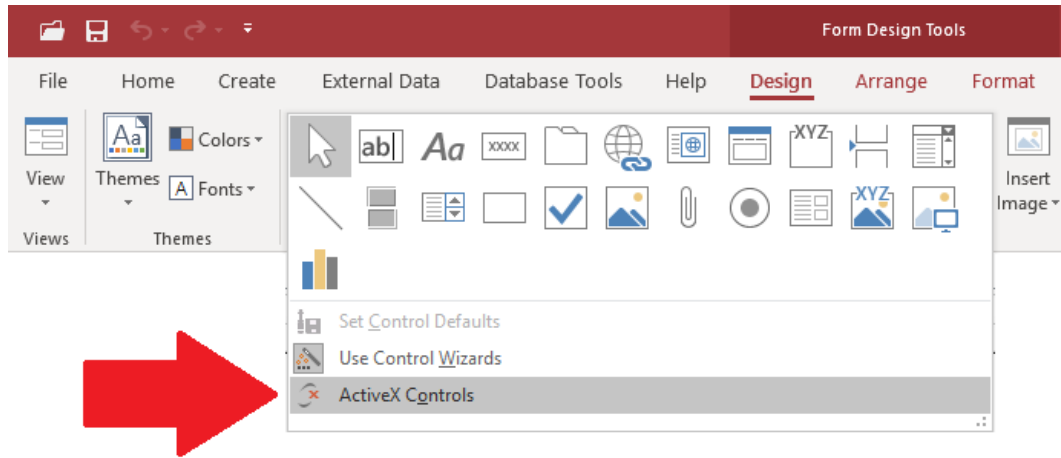 Form Design Tools
File Home Create External Data Database Tools Help Design Arrange Format
Aa Colors ab Aa xxxx XYZ
View Themes A Fonts Insert
Image
XYZ
Views Themes
Set Control Defaults
Use Control Wizards
ActiveX Controls